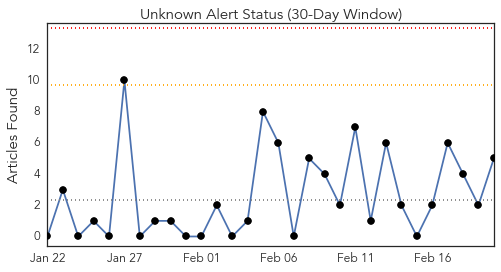 Unknown Alert Status (30-Day Window)
Articles Found
12
10
8
6
4
2
0
Jan 22 Jan 27 Feb 01 Feb 06 Feb 11 Feb 16